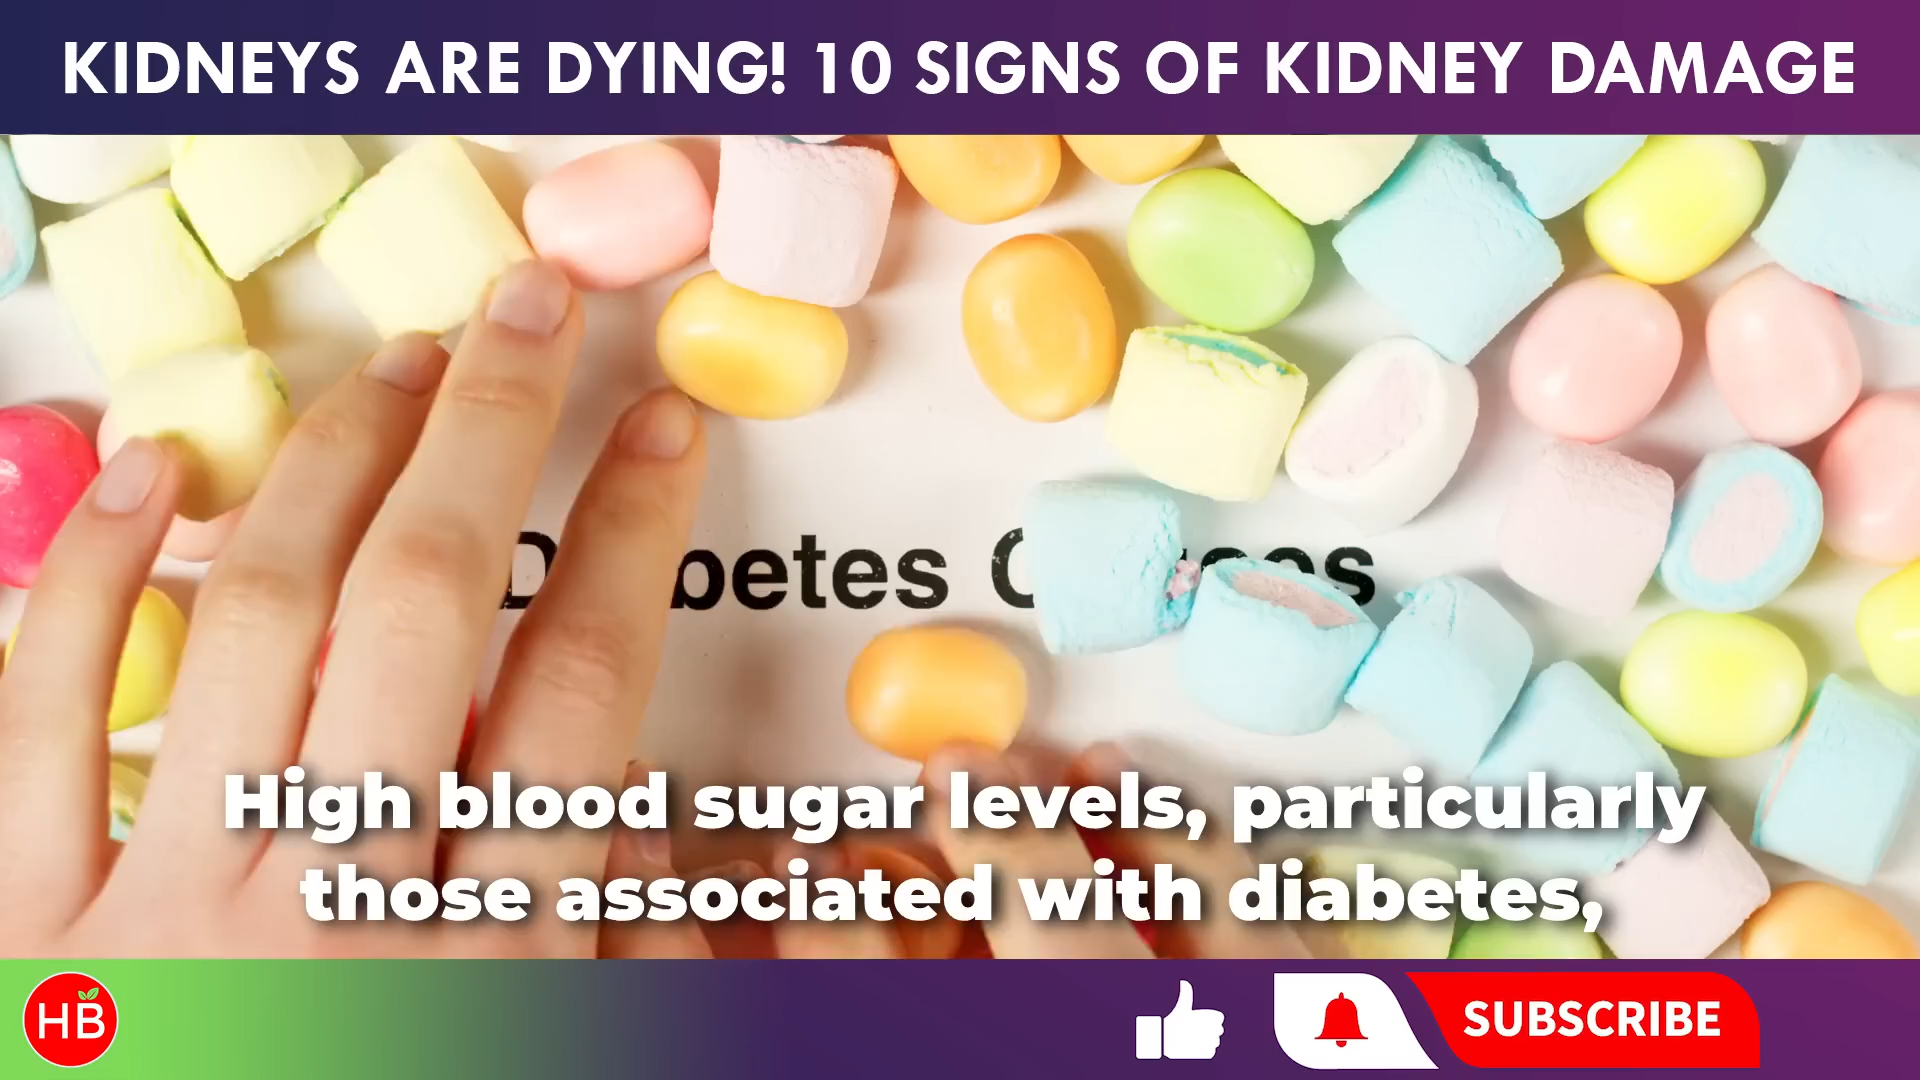 KIDNEYS ARE DYING! 10 SIGNS OF KIDNEY DAMAGE
betes
High blood sugar levels, particularly
those associated with diabetes,
HB
SUBSCRIBE